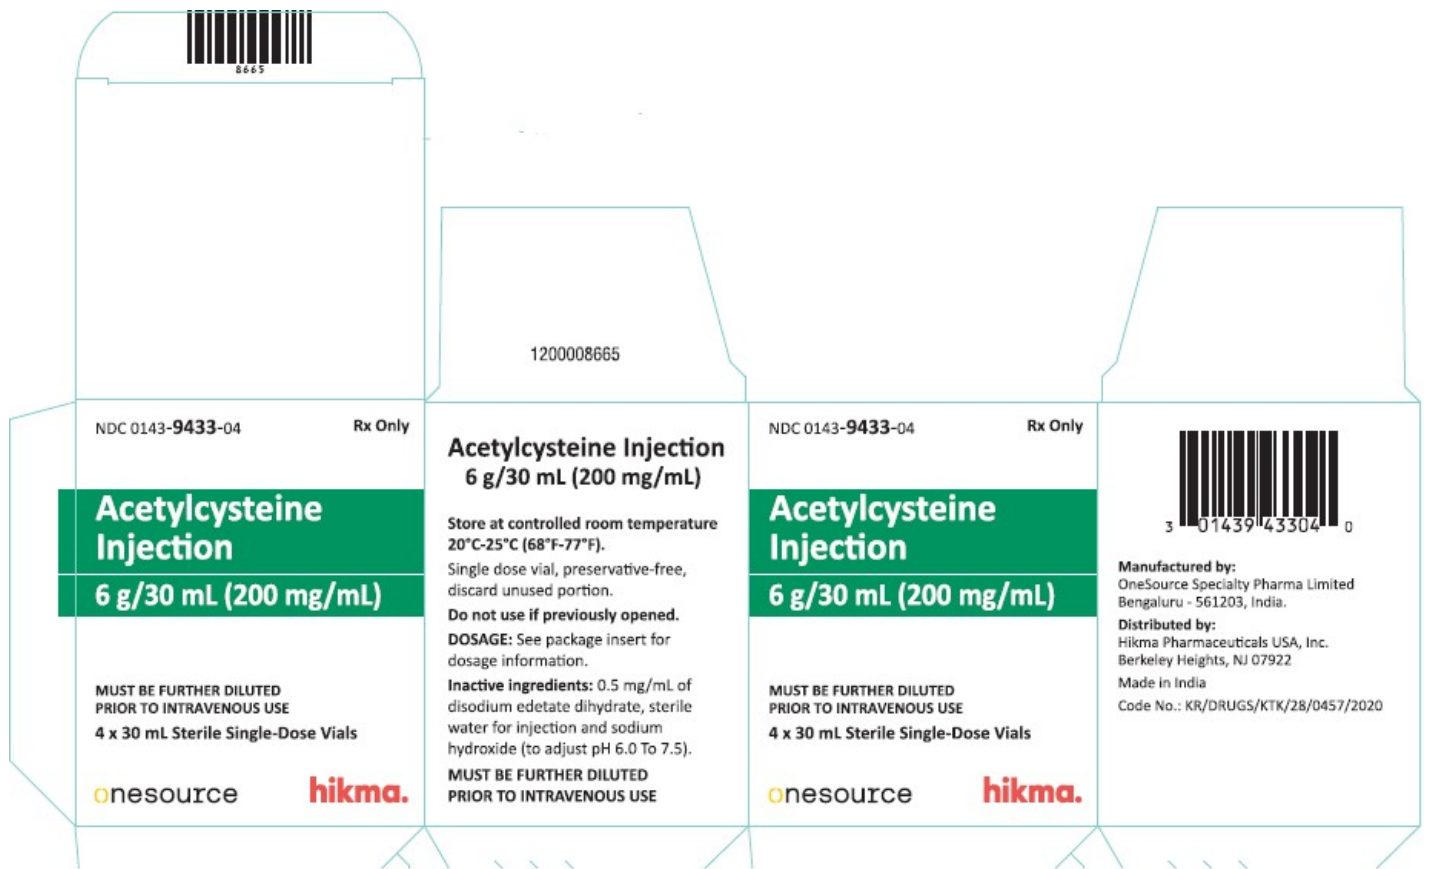 8665
1200008665
NDC 0143-9433-04
Rx Only
Acetylcysteine
Injection
6 g/30 mL (200 mg/mL)
MUST BE FURTHER DILUTED
PRIOR TO INTRAVENOUS USE
4 x 30 mL Sterile Single-Dose Vials
onesource
hikma.
Acetylcysteine Injection
6 g/30 mL (200 mg/mL)
Store at controlled room temperature
20°C-25°C (68°F-77°F).
Single dose vial, preservative-free,
discard unused portion.
Do not use if previously opened.
DOSAGE: See package insert for
dosage information.
Inactive ingredients: 0.5 mg/mL of
disodium edetate dihydrate, sterile
water for injection and sodium
hydroxide (to adjust pH 6.0 To 7.5).
MUST BE FURTHER DILUTED
PRIOR TO INTRAVENOUS USE
NDC 0143-9433-04
Rx Only
Acetylcysteine
Injection
6 g/30 mL (200 mg/mL)
MUST BE FURTHER DILUTED
PRIOR TO INTRAVENOUS USE
4 x 30 mL Sterile Single-Dose Vials
onesource
hikma.
3 01439 43304 0
Manufactured by:
OneSource Specialty Pharma Limited
Bengaluru - 561203, India.
Distributed by:
Hikma Pharmaceuticals USA, Inc.
Berkeley Heights, NJ 07922
Made in India
Code No.: KR/DRUGS/KTK/28/0457/2020